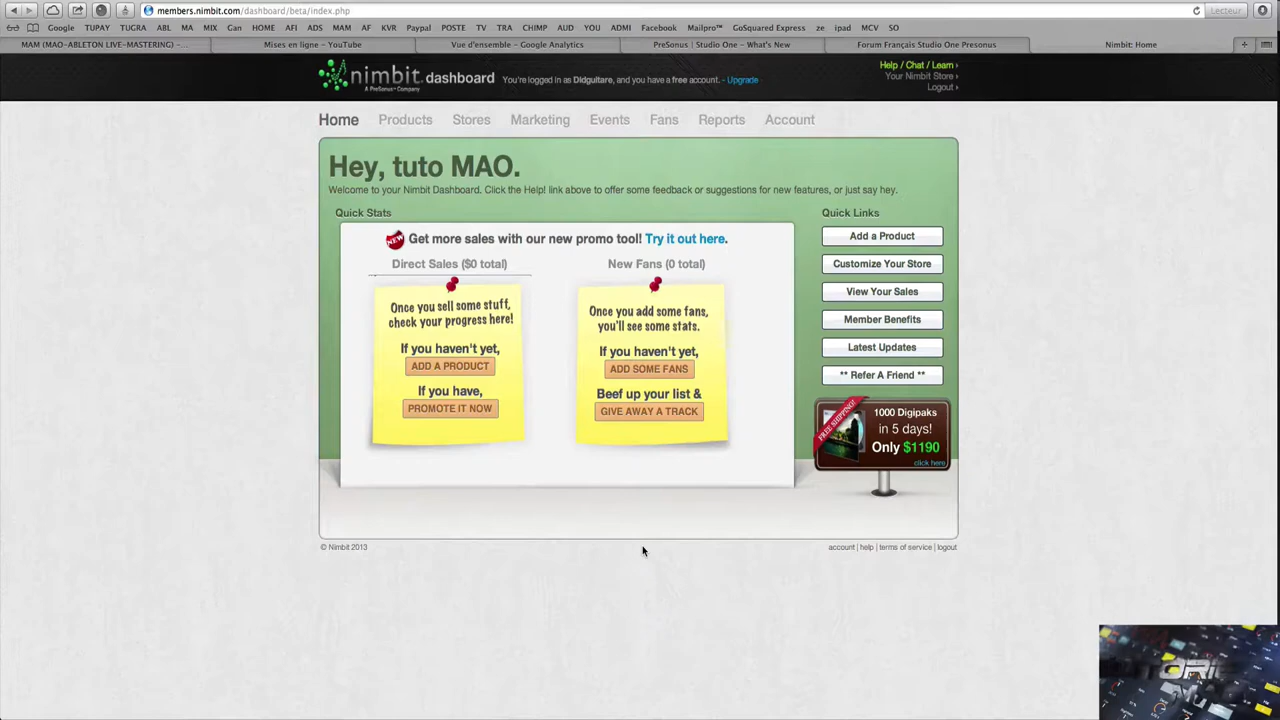 members.nimbit.com/dashboard/beta/index.php
Lecteur
Google TUPAY TUGRA ABL MA MIX Can HOME AFI ADS MAM AF KVR Paypal POSTE TV TRA CHIMP AUD YOU ADMI Facebook Mailpro™ GoSquared Express ze ipad MCV SO
MAM (MAO-ABLETON LIVE-MASTERING) –...
Mises en ligne – YouTube
Vue d'ensemble – Google Analytics
PreSonus | Studio One - What's New
Forum Français Studio One Presonus
Nimbit: Home
nimbit. dashboard
A PreSonus Company
You're logged in as Didguitare, and you have a free account. - Upgrade
Help / Chat / Learn ›
Your Nimbit Store ›
Logout ›
Home Products Stores Marketing Events Fans Reports Account
Hey, tuto MAO.
Welcome to your Nimbit Dashboard. Click the Help! link above to offer some feedback or suggestions for new features, or just say hey.
Quick Stats
NEW Get more sales with our new promo tool! Try it out here.
Direct Sales ($0 total)
Once you sell some stuff,
check your progress here!
If you haven't yet,
ADD A PRODUCT
If you have,
PROMOTE IT NOW
New Fans (0 total)
Once you add some fans,
you'll see some stats.
If you haven't yet,
ADD SOME FANS
Beef up your list &
GIVE AWAY A TRACK
Quick Links
Add a Product
Customize Your Store
View Your Sales
Member Benefits
Latest Updates
** Refer A Friend **
FREE SHIPPING!
1000 Digipaks
in 5 days!
Only $1190
click here
© Nimbit 2013
account | help | terms of service | logout